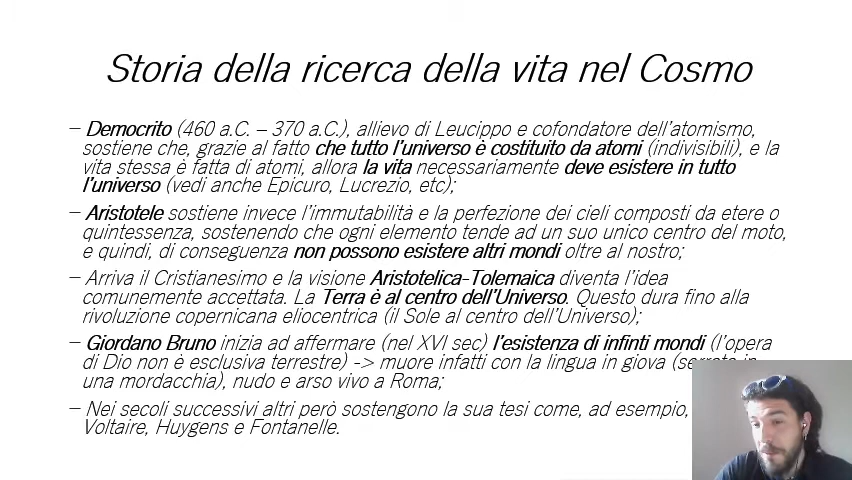 Storia della ricerca della vita nel Cosmo
– Democrito (460 a.C. – 370 a.C.), allievo di Leucippo e cofondatore dell'atomismo,
sostiene che, grazie al fatto che tutto l'universo è costituito da atomi (indivisibili), e la
vita stessa è fatta di atomi, allora la vita necessariamente deve esistere in tutto
l'universo (vedi anche Epicuro, Lucrezio, etc);
– Aristotele sostiene invece l'immutabilità e la perfezione dei cieli composti da etere o
quintessenza, sostenendo che ogni elemento tende ad un suo unico centro del moto,
e quindi, di conseguenza non possono esistere altri mondi oltre al nostro;
– Arriva il Cristianesimo e la visione Aristotelica-Tolemaica diventa l'idea
comunemente accettata. La Terra è al centro dell'Universo. Questo dura fino alla
rivoluzione copernicana eliocentrica (il Sole al centro dell'Universo);
– Giordano Bruno inizia ad affermare (nel XVI sec) l'esistenza di infiniti mondi (l'opera
di Dio non è esclusiva terrestre) -> muore infatti con la lingua in giova (serrata in
una mordacchia), nudo e arso vivo a Roma;
– Nei secoli successivi altri però sostengono la sua tesi come, ad esempio,
Voltaire, Huygens e Fontanelle.